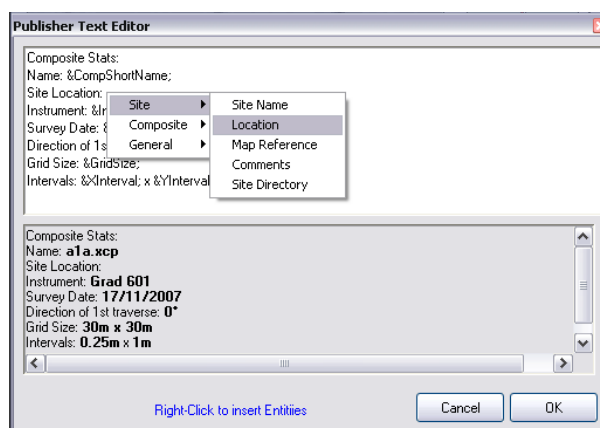 Publisher Text Editor
Composite Stats:
Name: &CompShortName;
Site Location:
Instrument: &In
Survey Date: &
Direction of 1s
Grid Size: &GridSize;
Intervals: &XInterval; x &YInterval
Site
Composite
General
Site Name
Location
Map Reference
Comments
Site Directory
Composite Stats:
Name: a1a.xcp
Site Location:
Instrument: Grad 601
Survey Date: 17/11/2007
Direction of 1st traverse: 0°
Grid Size: 30m x 30m
Intervals: 0.25m x 1m
Right-Click to insert Entitiies
Cancel
OK